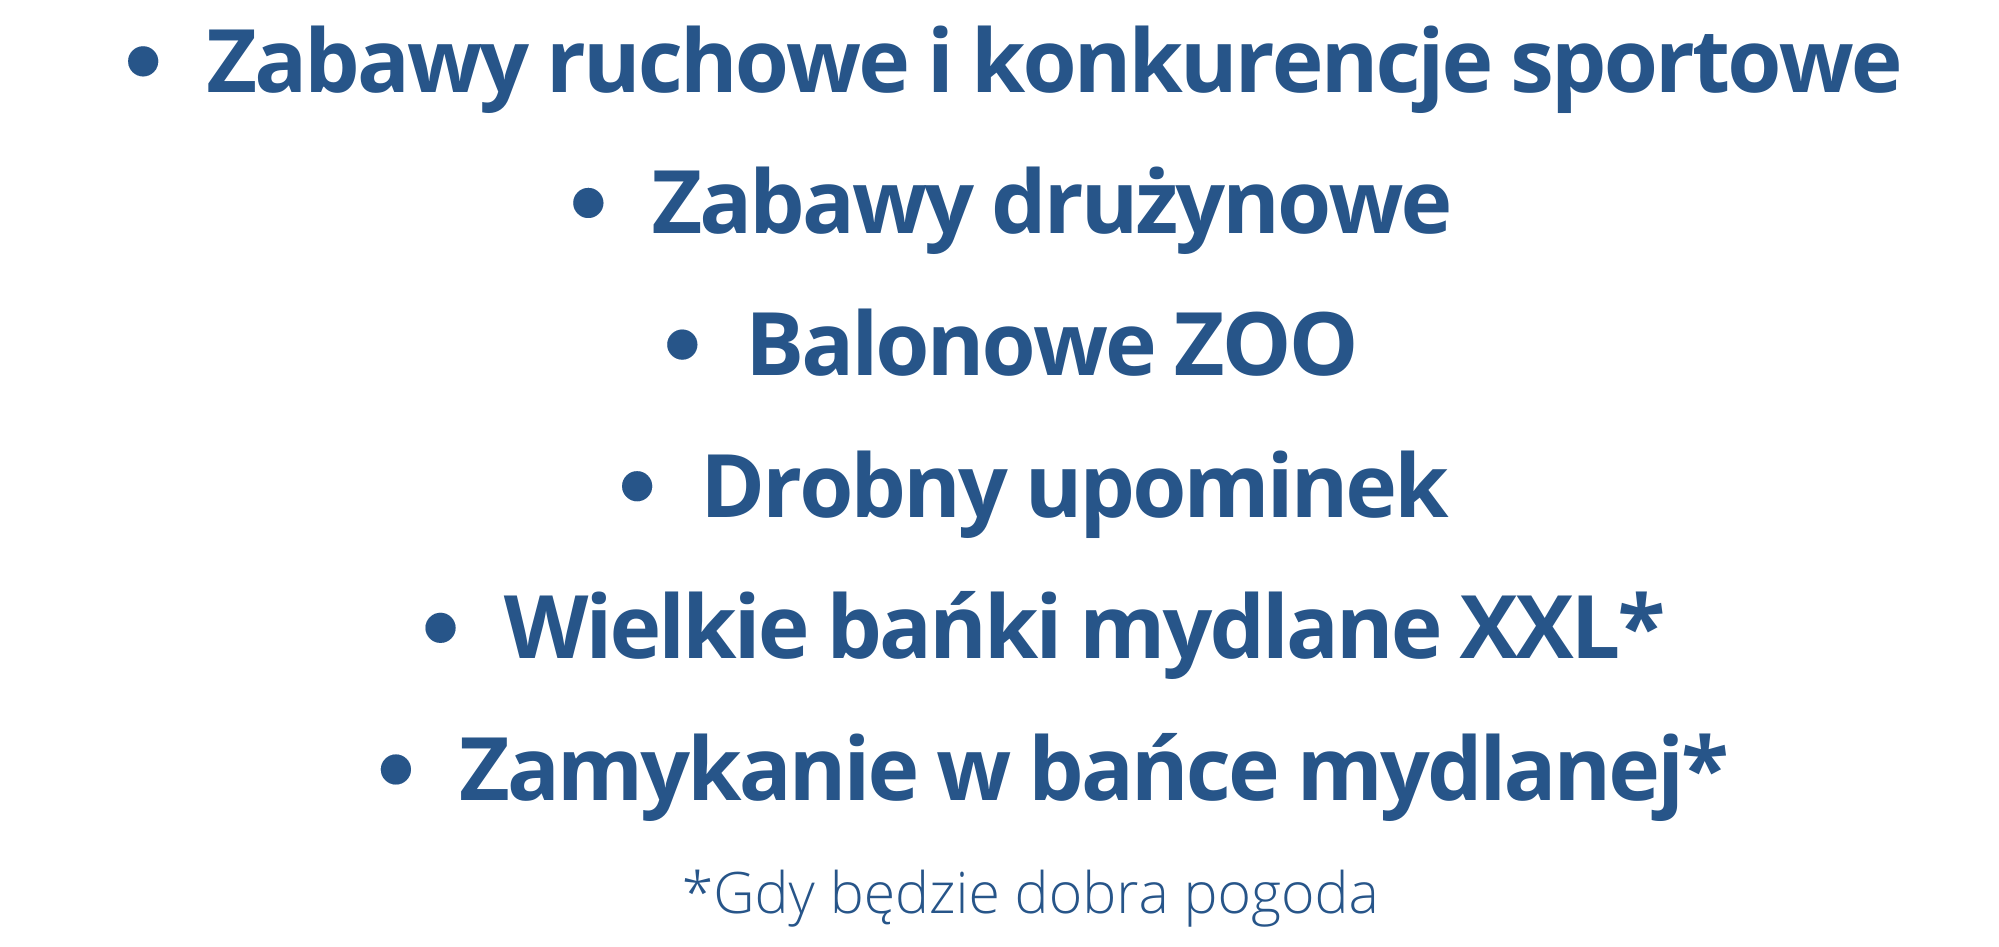 • Zabawy ruchowe i konkurencje sportowe
• Zabawy drużynowe
• Balonowe ZOO
• Drobny upominek
• Wielkie bańki mydlane XXL*
• Zamykanie w bańce mydlanej*
*Gdy będzie dobra pogoda